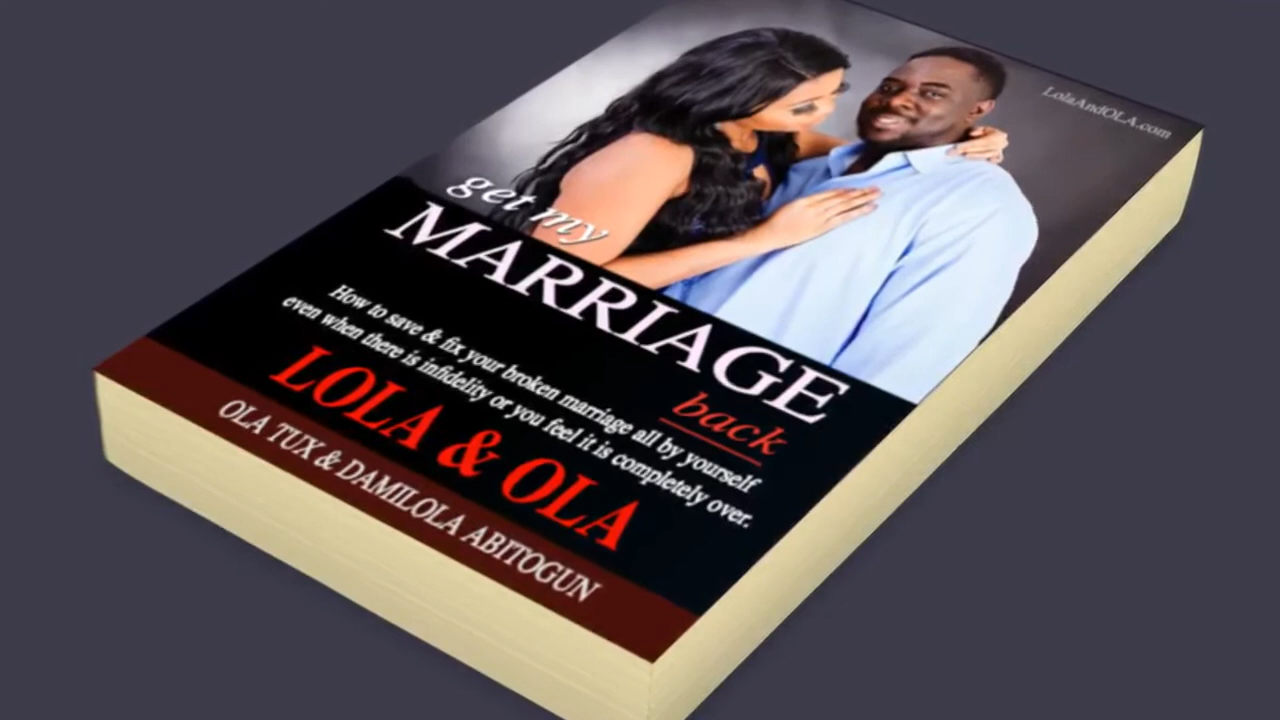 LolaAndOLA.com
get my
MARRIAGE
back
How to save & fix your broken marriage all by yourself
even when there is infidelity or you feel it is completely over.
LOLA & OLA
OLA TUX & DAMILOLA ABITOGUN